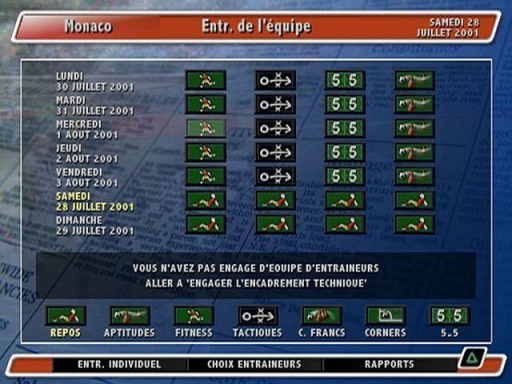 Monaco
Entr. de l'équipe
SAMEDI 28
JUILLET 2001
LUNDI
30 JUILLET 2001
5 5
MARDI
31 JUILLET 2001
5 5
MERCREDI
1 AOUT 2001
5 5
JEUDI
2 AOUT 2001
5 5
VENDREDI
3 AOUT 2001
5 5
SAMEDI
28 JUILLET 2001
DIMANCHE
29 JUILLET 2001
VOUS N'AVEZ PAS ENGAGE D'EQUIPE D'ENTRAINEURS
ALLER A 'ENGAGER L'ENCADREMENT TECHNIQUE'
5 5
REPOS APTITUDES FITNESS TACTIQUES C. FRANCS CORNERS 5.5
ENTR. INDIVIDUEL CHOIX ENTRAINEURS RAPPORTS